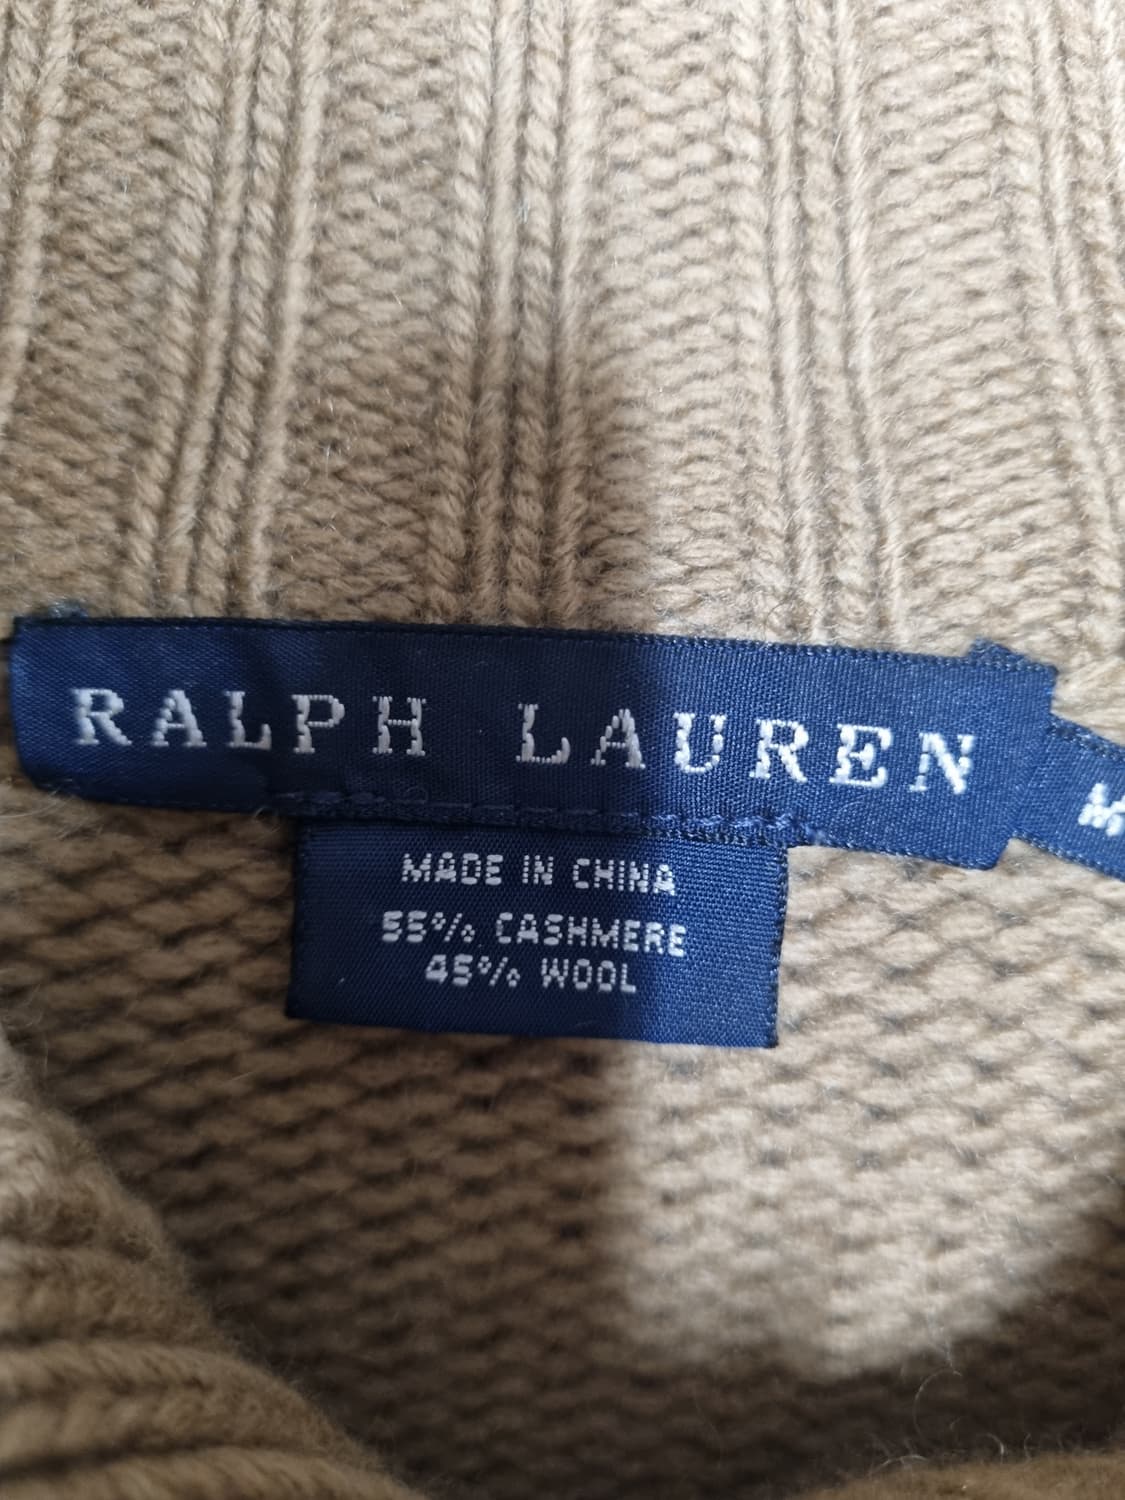 RALPH LAUREN
M
MADE IN CHINA
55% CASHMERE
45% WOOL